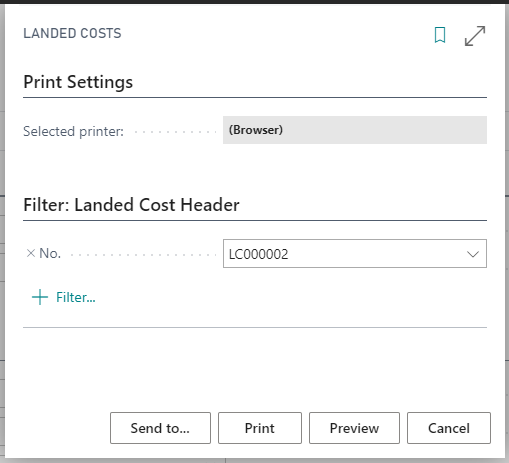 LANDED COSTS
Print Settings
Selected printer: (Browser)
Filter: Landed Cost Header
× No. LC000002
+ Filter...
Send to... Print Preview Cancel